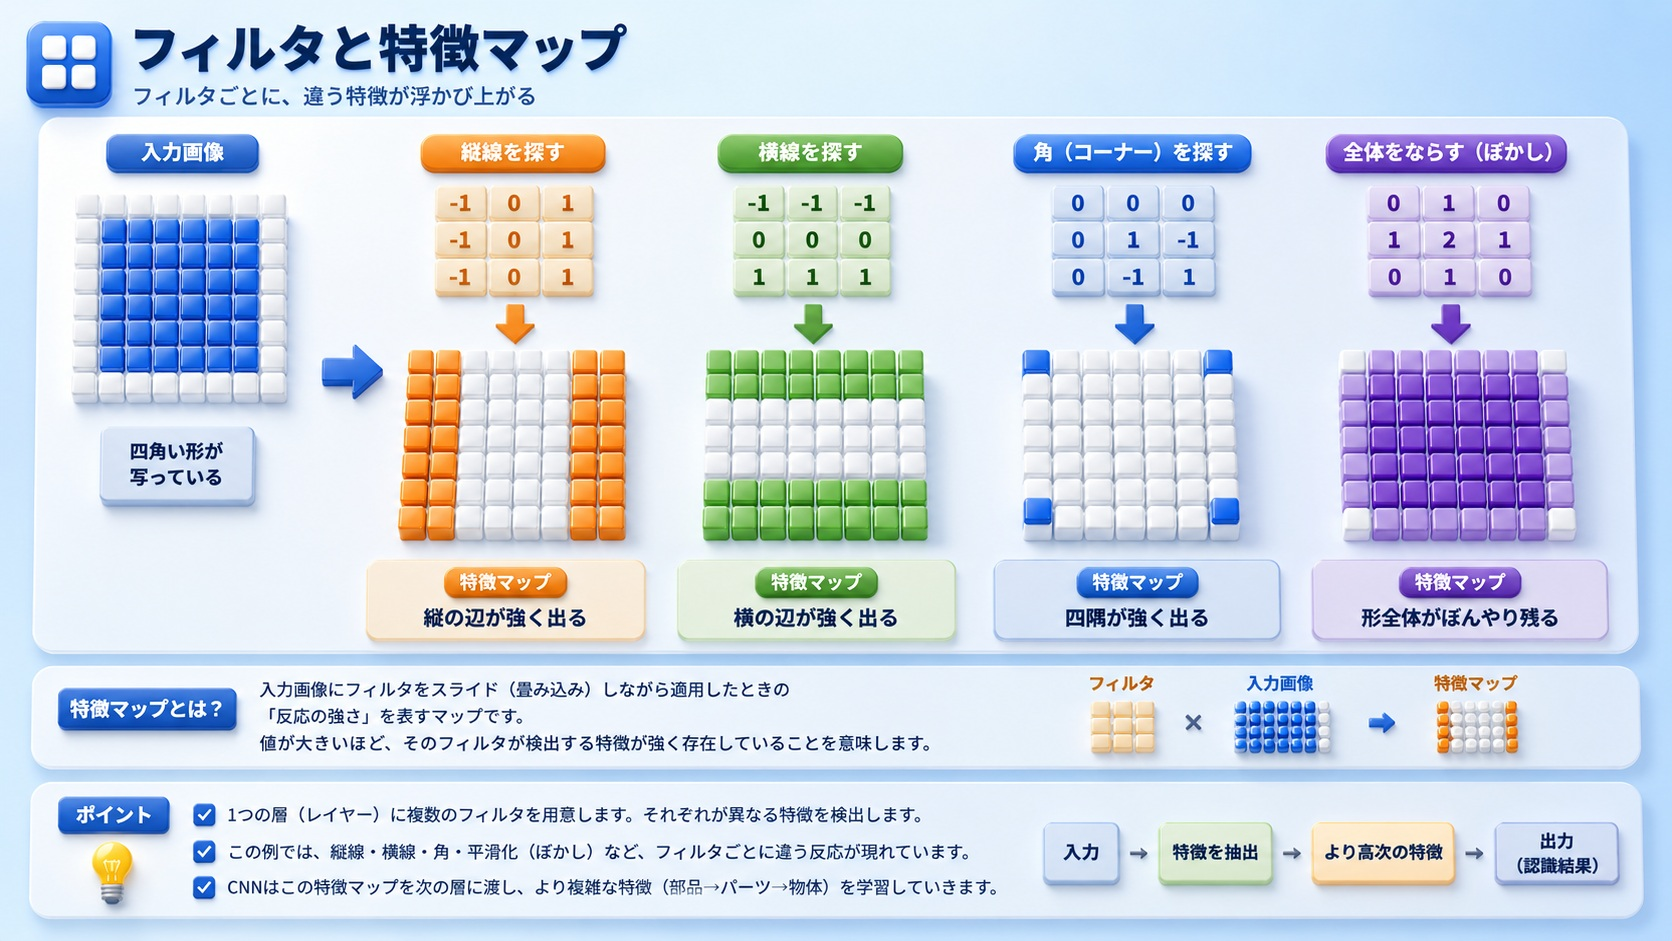 フィルタと特徴マップ
フィルタごとに、違う特徴が浮かび上がる
入力画像
四角い形が
写っている
縦線を探す
-1 0 1
-1 0 1
-1 0 1
特徴マップ
縦の辺が強く出る
横線を探す
-1 -1 -1
0 0 0
1 1 1
特徴マップ
横の辺が強く出る
角（コーナー）を探す
0 0 0
0 1 -1
0 -1 1
特徴マップ
四隅が強く出る
全体をならす（ぼかし）
0 1 0
1 2 1
0 1 0
特徴マップ
形全体がぼんやり残る
特徴マップとは？
入力画像にフィルタをスライド（畳み込み）しながら適用したときの
「反応の強さ」を表すマップです。
値が大きいほど、そのフィルタが検出する特徴が強く存在していることを意味します。
フィルタ
×
入力画像
特徴マップ
ポイント
1つの層（レイヤー）に複数のフィルタを用意します。それぞれが異なる特徴を検出します。
この例では、縦線・横線・角・平滑化（ぼかし）など、フィルタごとに違う反応が現れています。
CNNはこの特徴マップを次の層に渡し、より複雑な特徴（部品→パーツ→物体）を学習していきます。
入力
→
特徴を抽出
→
より高次の特徴
→
出力
（認識結果）